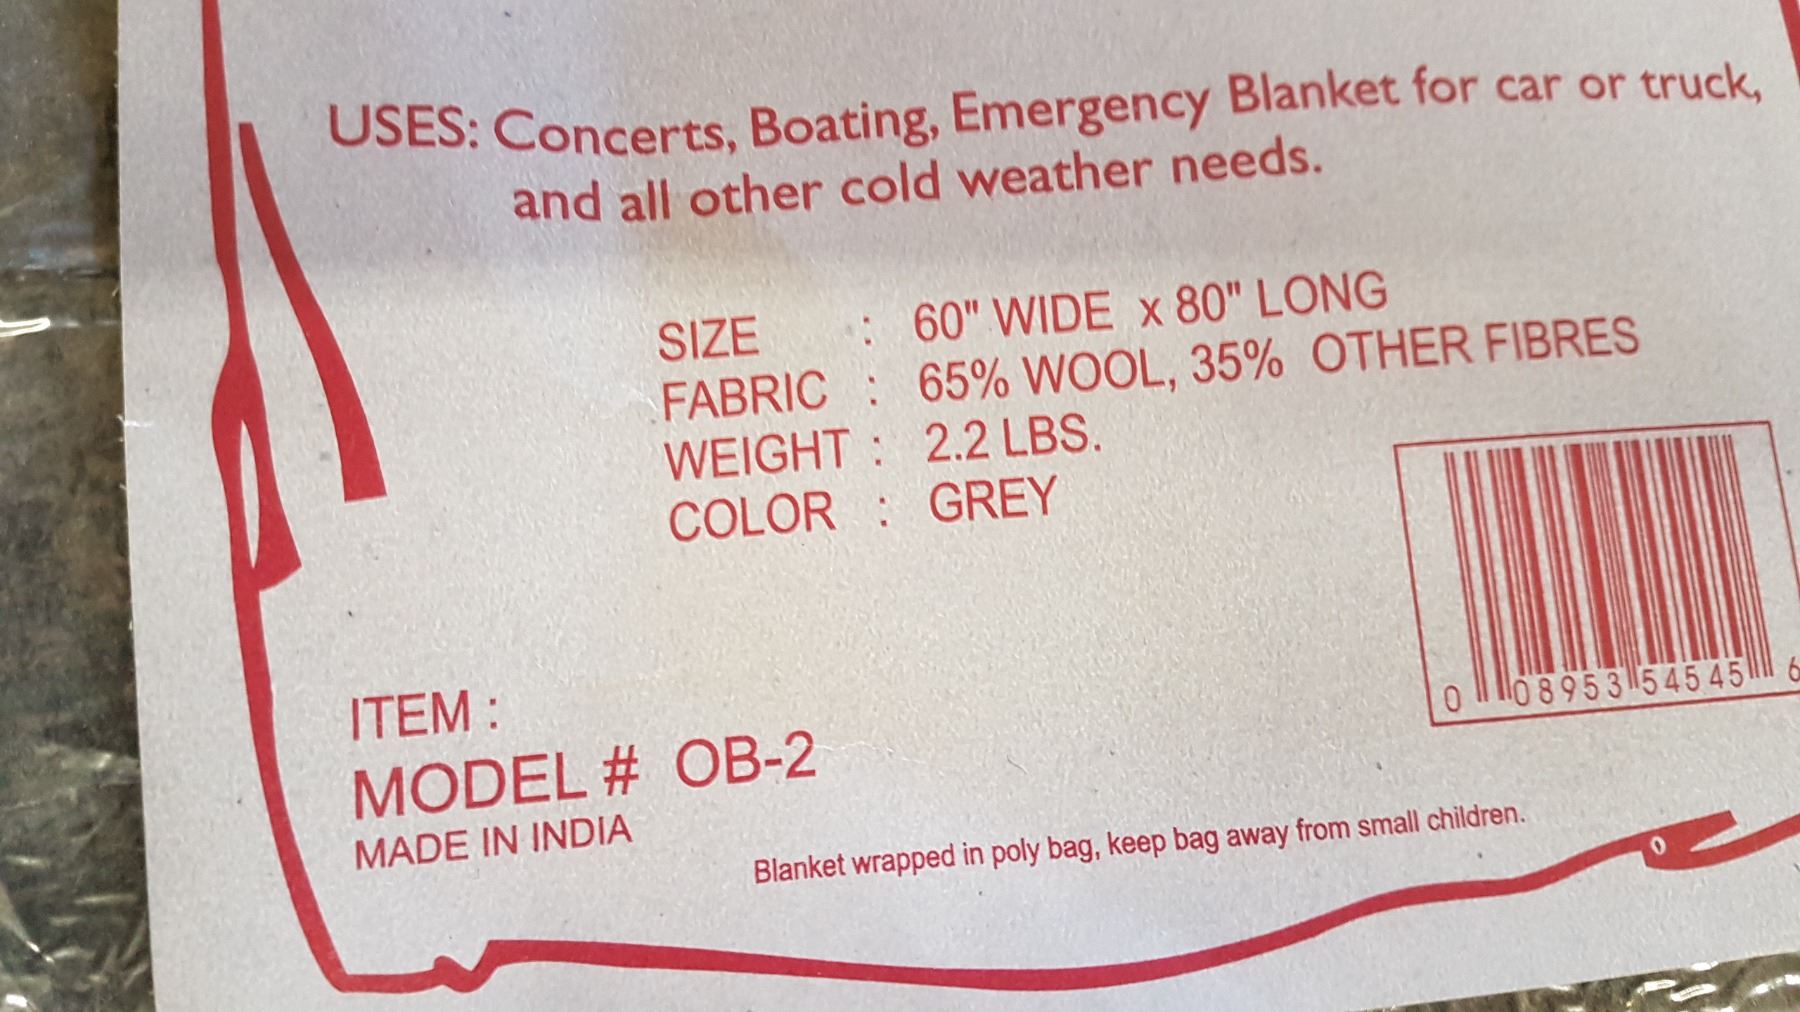 USES: Concerts, Boating, Emergency Blanket for car or truck,
and all other cold weather needs.
SIZE : 60" WIDE x 80" LONG
FABRIC : 65% WOOL, 35% OTHER FIBRES
WEIGHT : 2.2 LBS.
COLOR : GREY
0 08953 54545 6
ITEM :
MODEL # OB-2
MADE IN INDIA
Blanket wrapped in poly bag, keep bag away from small children.